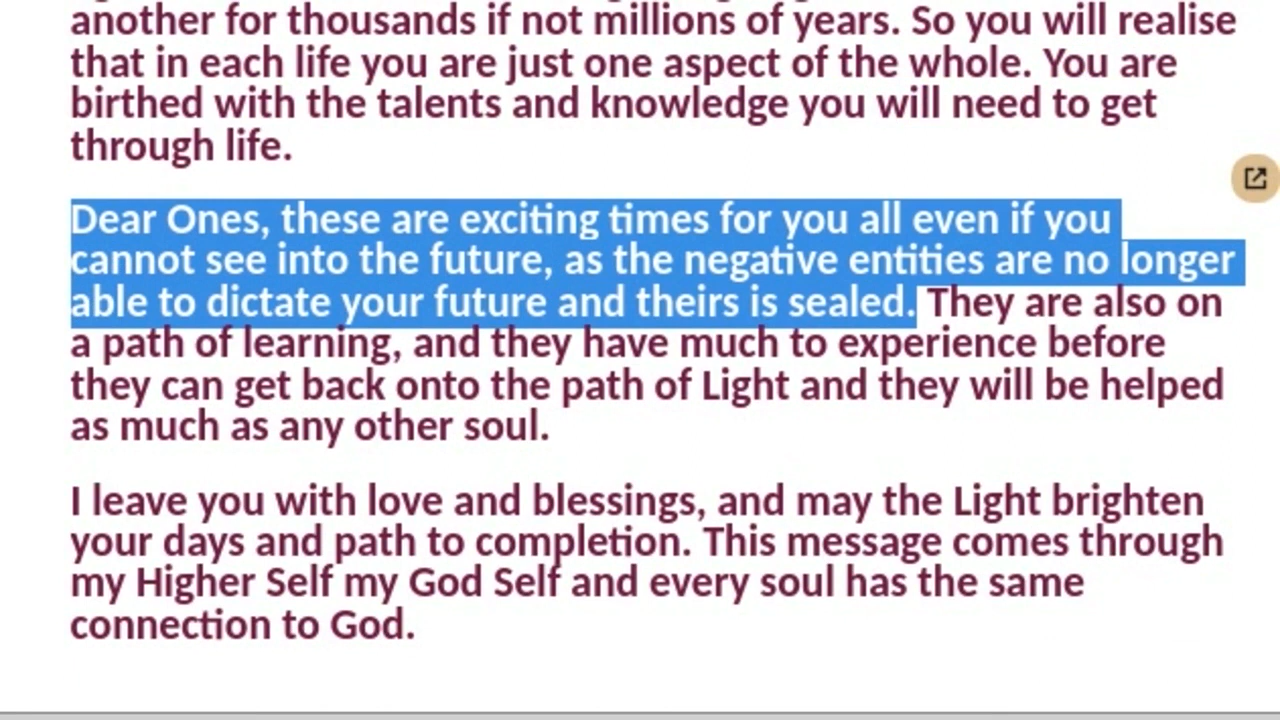 another for thousands if not millions of years. So you will realise
that in each life you are just one aspect of the whole. You are
birthed with the talents and knowledge you will need to get
through life.
Dear Ones, these are exciting times for you all even if you
cannot see into the future, as the negative entities are no longer
able to dictate your future and theirs is sealed. They are also on
a path of learning, and they have much to experience before
they can get back onto the path of Light and they will be helped
as much as any other soul.
I leave you with love and blessings, and may the Light brighten
your days and path to completion. This message comes through
my Higher Self my God Self and every soul has the same
connection to God.